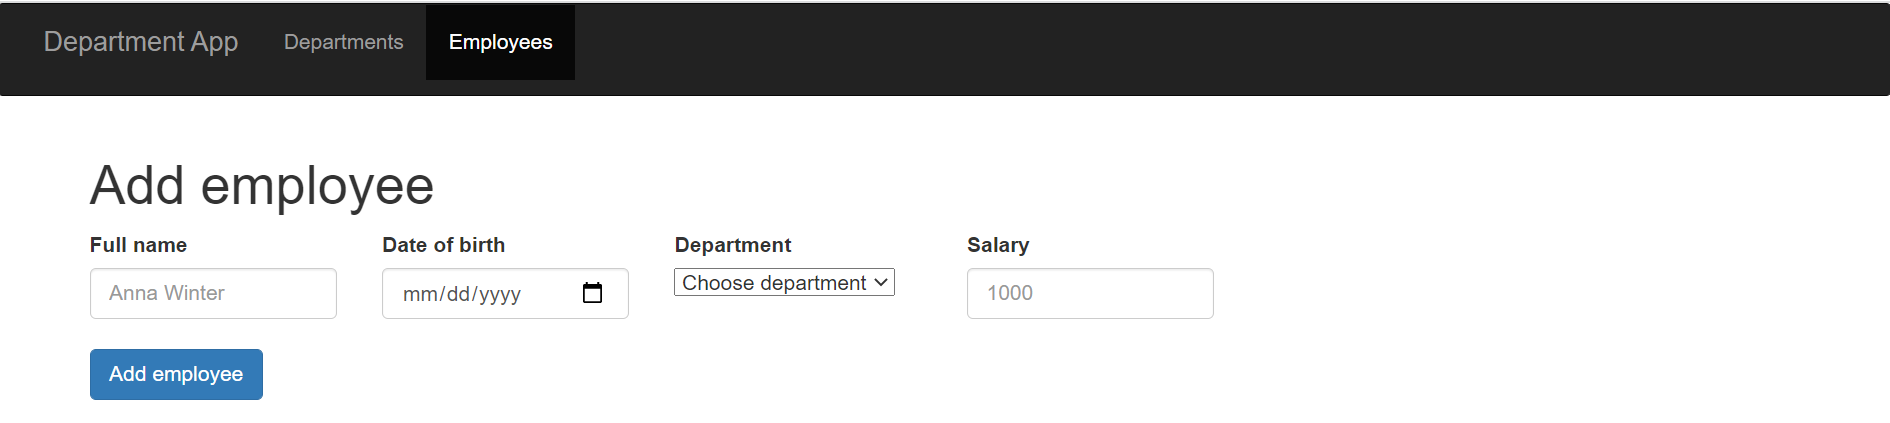 Department App Departments Employees
Add employee
Full name Date of birth Department Salary
Anna Winter mm/dd/yyyy Choose department 1000
Add employee